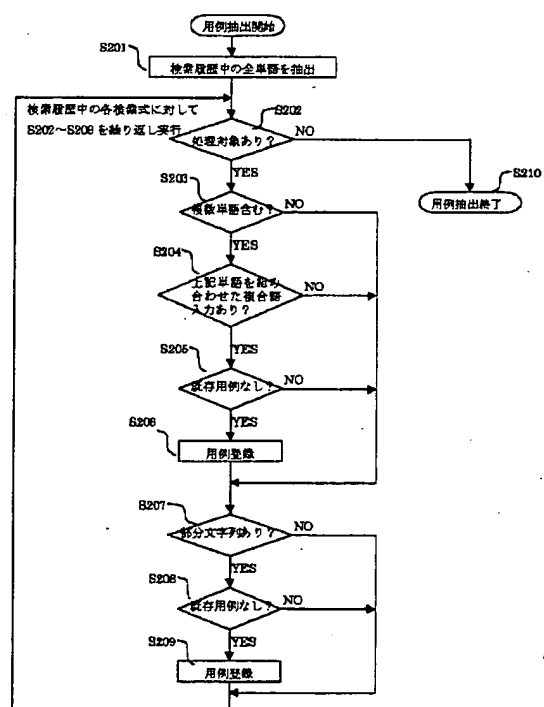 用例抽出開始
S201
検索履歴中の全単語を抽出
検索履歴中の各検索式に対して
S202～S209を繰り返し実行
S202
処理対象あり？
NO
YES
S210
用例抽出終了
S203
複数単語含む？
NO
YES
S204
上記単語を組み
合わせた複合語
入力あり？
NO
YES
S205
既存用例なし？
NO
YES
S206
用例登録
S207
部分文字列あり？
NO
YES
S208
既存用例なし？
NO
YES
S209
用例登録